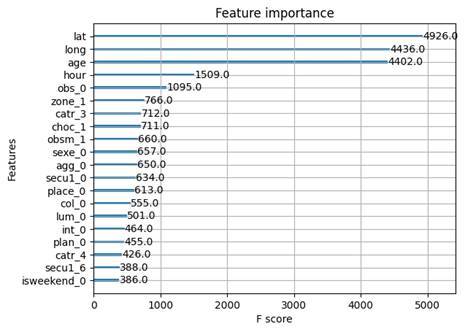 Feature importance
Features
lat 4926.0
long 4436.0
age 4402.0
hour 1509.0
obs_0 1095.0
zone_1 766.0
catr_3 712.0
choc_1 711.0
obsm_1 660.0
sexe_0 657.0
agg_0 650.0
secu1_0 634.0
place_0 613.0
col_0 555.0
lum_0 501.0
int_0 464.0
plan_0 455.0
catr_4 426.0
secu1_6 388.0
isweekend_0 386.0
0 1000 2000 3000 4000 5000
F score